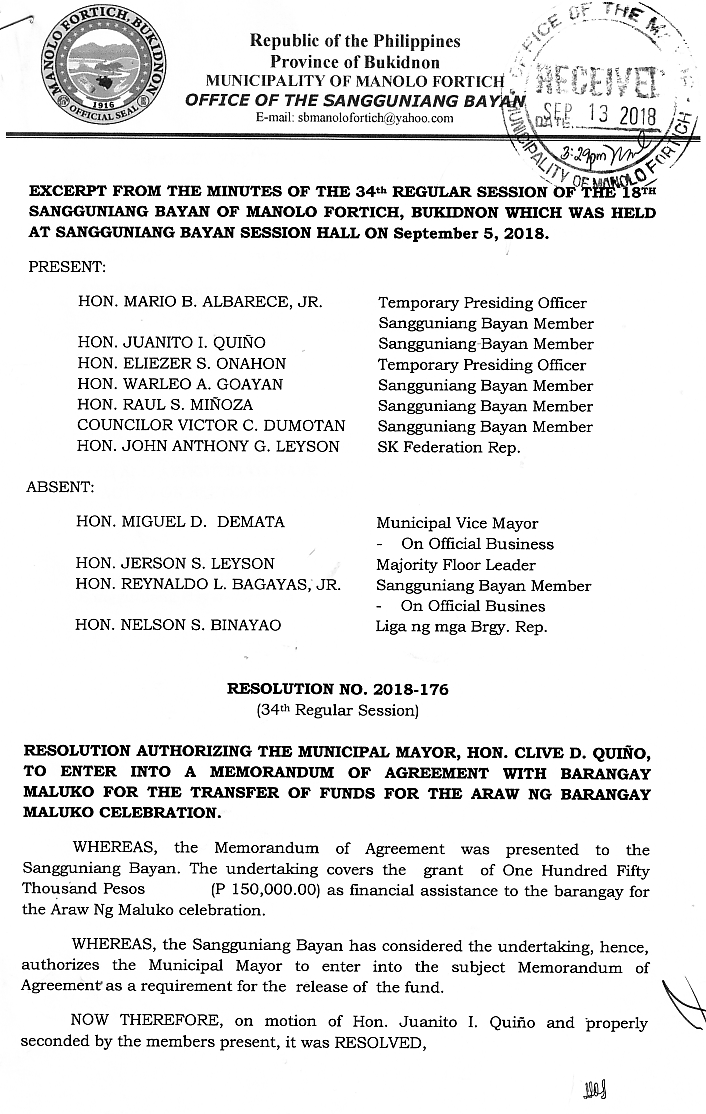 MANOLO FORTICH, BUKIDNON
1916
OFFICIAL SEAL
Republic of the Philippines
Province of Bukidnon
MUNICIPALITY OF MANOLO FORTICH
OFFICE OF THE SANGGUNIANG BAYAN
E-mail: sbmanolofortich@yahoo.com
OFFICE OF THE
RECEIVED
DATE SEP 13 2018
3:29pm
MUNICIPALITY OF MANOLO FORTICH
EXCERPT FROM THE MINUTES OF THE 34th REGULAR SESSION OF THE 18TH
SANGGUNIANG BAYAN OF MANOLO FORTICH, BUKIDNON WHICH WAS HELD
AT SANGGUNIANG BAYAN SESSION HALL ON September 5, 2018.
PRESENT:
HON. MARIO B. ALBARECE, JR. Temporary Presiding Officer
Sangguniang Bayan Member
HON. JUANITO I. QUIÑO Sangguniang Bayan Member
HON. ELIEZER S. ONAHON Temporary Presiding Officer
HON. WARLEO A. GOAYAN Sangguniang Bayan Member
HON. RAUL S. MIÑOZA Sangguniang Bayan Member
COUNCILOR VICTOR C. DUMOTAN Sangguniang Bayan Member
HON. JOHN ANTHONY G. LEYSON SK Federation Rep.
ABSENT:
HON. MIGUEL D. DEMATA Municipal Vice Mayor
- On Official Business
HON. JERSON S. LEYSON Majority Floor Leader
HON. REYNALDO L. BAGAYAS, JR. Sangguniang Bayan Member
- On Official Busines
HON. NELSON S. BINAYAO Liga ng mga Brgy. Rep.
RESOLUTION NO. 2018-176
(34th Regular Session)
RESOLUTION AUTHORIZING THE MUNICIPAL MAYOR, HON. CLIVE D. QUIÑO,
TO ENTER INTO A MEMORANDUM OF AGREEMENT WITH BARANGAY
MALUKO FOR THE TRANSFER OF FUNDS FOR THE ARAW NG BARANGAY
MALUKO CELEBRATION.
WHEREAS, the Memorandum of Agreement was presented to the
Sangguniang Bayan. The undertaking covers the grant of One Hundred Fifty
Thousand Pesos (P 150,000.00) as financial assistance to the barangay for
the Araw Ng Maluko celebration.
WHEREAS, the Sangguniang Bayan has considered the undertaking, hence,
authorizes the Municipal Mayor to enter into the subject Memorandum of
Agreement as a requirement for the release of the fund.
NOW THEREFORE, on motion of Hon. Juanito I. Quiño and properly
seconded by the members present, it was RESOLVED,